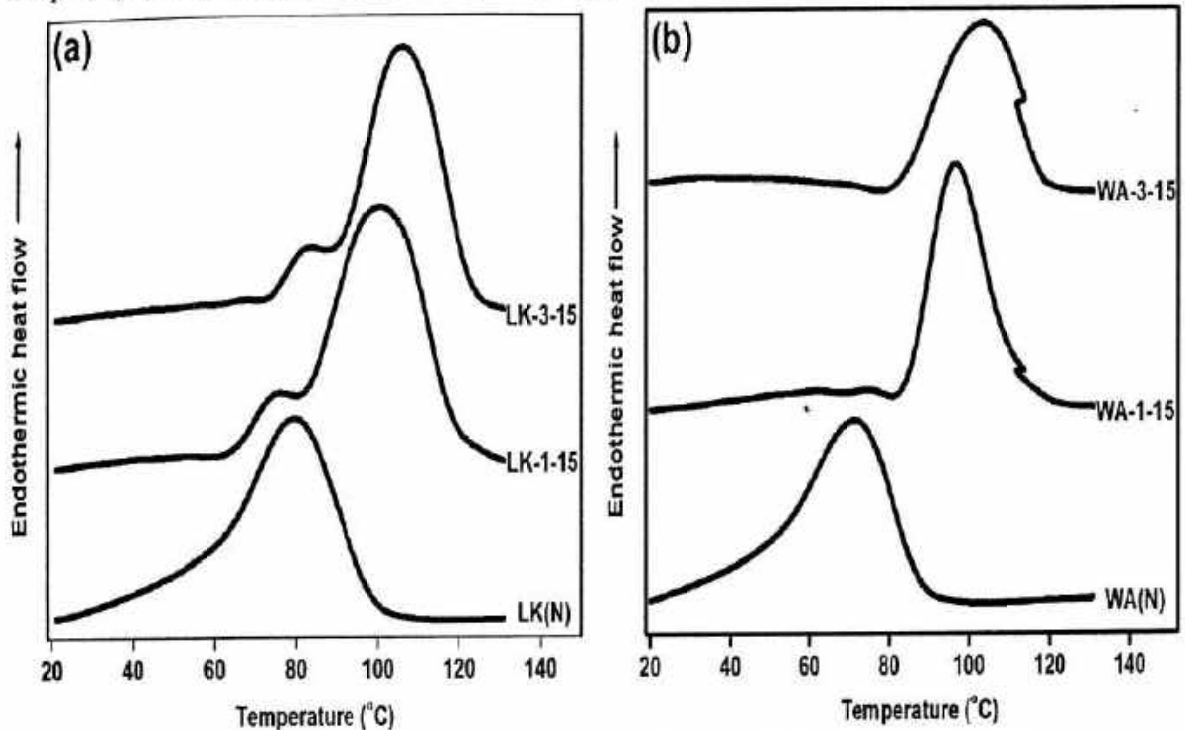 (a)
Endothermic heat flow
LK-3-15
LK-1-15
LK(N)
20 40 60 80 100 120 140
Temperature (°C)
(b)
Endothermic heat flow
WA-3-15
WA-1-15
WA(N)
20 40 60 80 100 120 140
Temperature (°C)